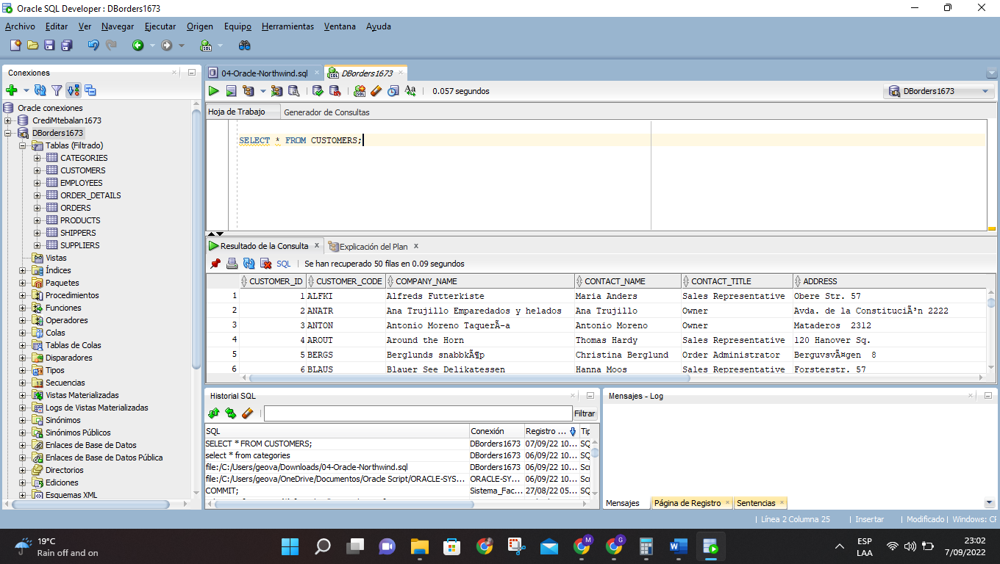 Oracle SQL Developer : DBorders1673
Archivo Editar Ver Navegar Ejecutar Origen Equipo Herramientas Ventana Ayuda
Conexiones
Oracle conexiones
CrediMtebalan1673
DBorders1673
Tablas (Filtrado)
CATEGORIES
CUSTOMERS
EMPLOYEES
ORDER_DETAILS
ORDERS
PRODUCTS
SHIPPERS
SUPPLIERS
Vistas
Índices
Paquetes
Procedimientos
Funciones
Operadores
Colas
Tablas de Colas
Disparadores
Tipos
Secuencias
Vistas Materializadas
Logs de Vistas Materializadas
Sinónimos
Sinónimos Públicos
Enlaces de Base de Datos
Enlaces de Base de Datos Pública
Directorios
Ediciones
Esquemas XML
04-Oracle-Northwind.sql DBorders1673
0.057 segundos DBorders1673
Hoja de Trabajo Generador de Consultas
SELECT * FROM CUSTOMERS;
Resultado de la Consulta x Explicación del Plan x
SQL | Se han recuperado 50 filas en 0.09 segundos
CUSTOMER_ID CUSTOMER_CODE COMPANY_NAME CONTACT_NAME CONTACT_TITLE ADDRESS
1 1 ALFKI Alfreds Futterkiste Maria Anders Sales Representative Obere Str. 57
2 2 ANATR Ana Trujillo Emparedados y helados Ana Trujillo Owner Avda. de la ConstituciÃ³n 2222
3 3 ANTON Antonio Moreno TaquerÃ-a Antonio Moreno Owner Mataderos 2312
4 4 AROUT Around the Horn Thomas Hardy Sales Representative 120 Hanover Sq.
5 5 BERGS Berglunds snabbkÃ¶p Christina Berglund Order Administrator BerguvsvÃ¤gen 8
6 6 BLAUS Blauer See Delikatessen Hanna Moos Sales Representative Forsterstr. 57
Historial SQL
Filtrar
SQL Conexión Registro ... Tip
SELECT * FROM CUSTOMERS; DBorders1673 07/09/22 10... SQ
select * from categories DBorders1673 06/09/22 10... SQ
file:/C:/Users/geova/Downloads/04-Oracle-Northwind.sql DBorders1673 06/09/22 10... Scr
file:/C:/Users/geova/OneDrive/Documentos/Oracle Script/ORACLE-SYS... ORACLE-SY... 06/09/22 10... Scr
COMMIT; Sistema_Fac... 27/08/22 05... SQ
Mensajes - Log
Mensajes Página de Registro Sentencias
| Línea 2 Columna 25 | Insertar | Modificado | Windows: CF
19°C
Rain off and on
ESP
LAA
23:02
7/09/2022